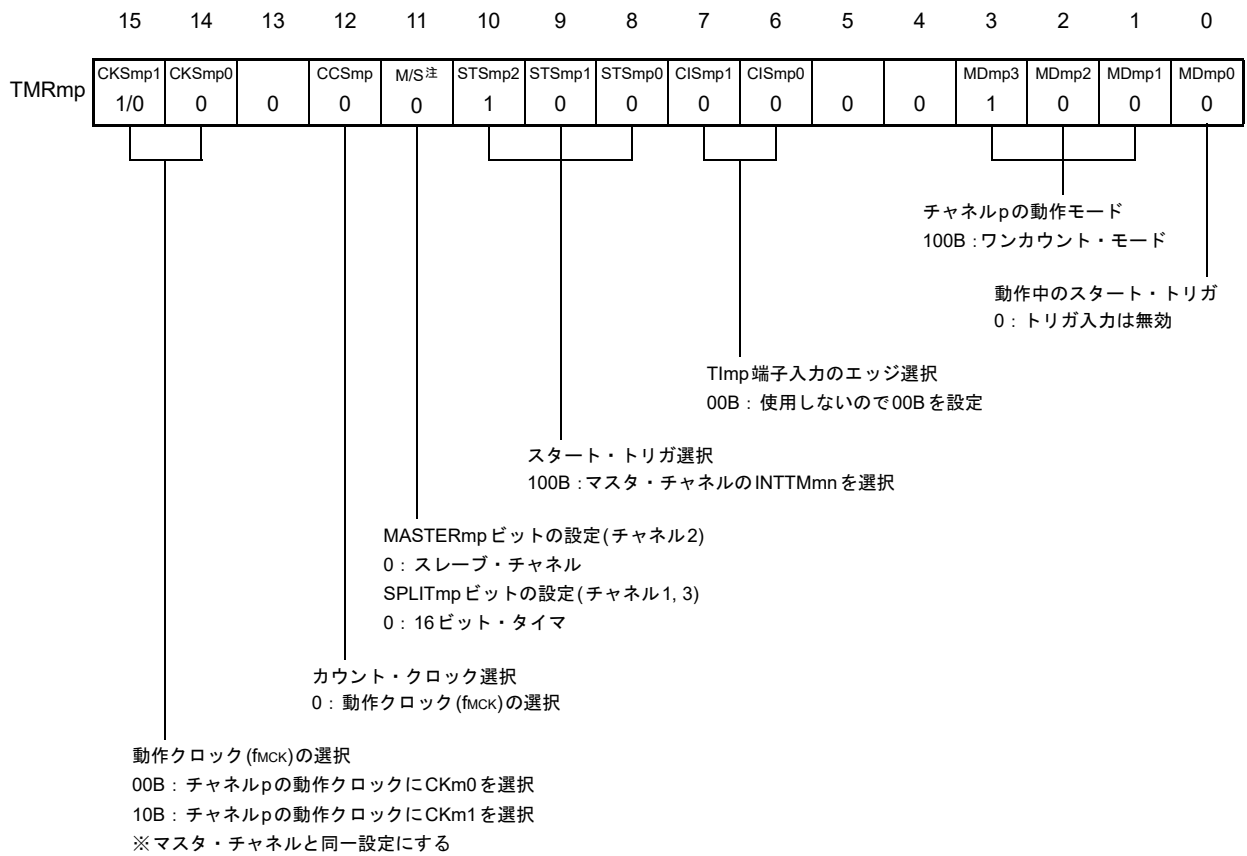 15 14 13 12 11 10 9 8 7 6 5 4 3 2 1 0
TMRmp
CKSmp1 CKSmp0 CCSmp M/S注 STSmp2 STSmp1 STSmp0 CISmp1 CISmp0 MDmp3 MDmp2 MDmp1 MDmp0
1/0 0 0 0 0 1 0 0 0 0 0 0 1 0 0 0
チャネルpの動作モード
100B:ワンカウント・モード
動作中のスタート・トリガ
0:トリガ入力は無効
TImp端子入力のエッジ選択
00B:使用しないので00Bを設定
スタート・トリガ選択
100B:マスタ・チャネルのINTTMmnを選択
MASTERmpビットの設定(チャネル2)
0:スレーブ・チャネル
SPLITmpビットの設定(チャネル1, 3)
0:16ビット・タイマ
カウント・クロック選択
0:動作クロック(fMCK)の選択
動作クロック(fMCK)の選択
00B:チャネルpの動作クロックにCKm0を選択
10B:チャネルpの動作クロックにCKm1を選択
※マスタ・チャネルと同一設定にする